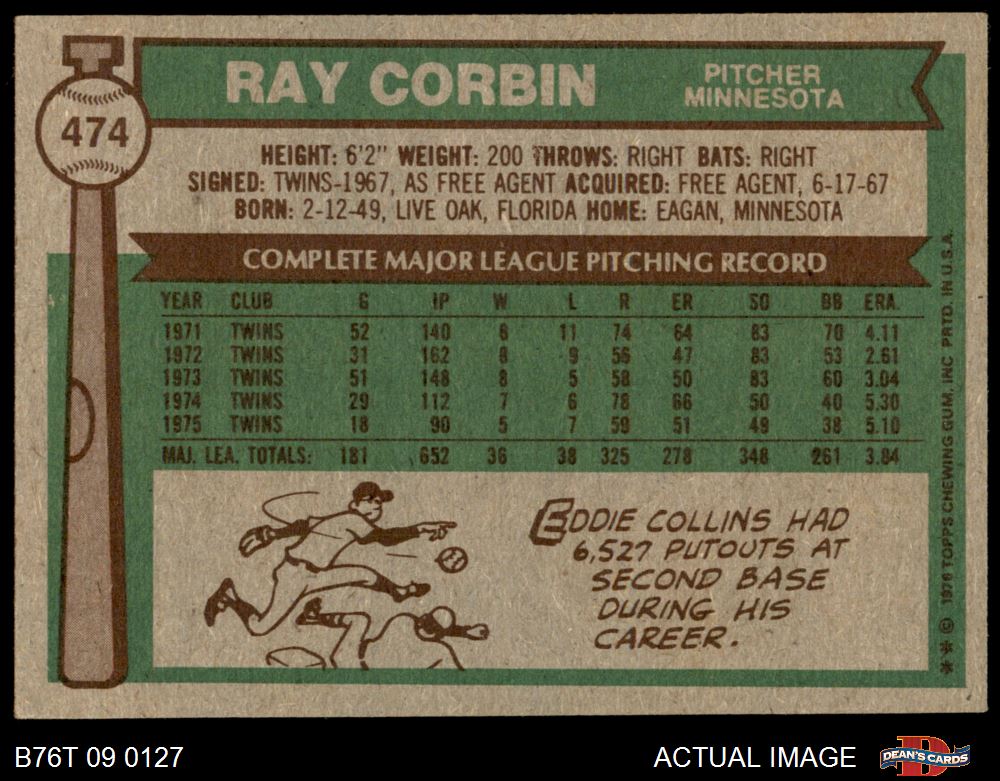 RAY CORBIN
PITCHER
MINNESOTA
474
HEIGHT: 6'2" WEIGHT: 200 THROWS: RIGHT BATS: RIGHT
SIGNED: TWINS-1967, AS FREE AGENT ACQUIRED: FREE AGENT, 6-17-67
BORN: 2-12-49, LIVE OAK, FLORIDA HOME: EAGAN, MINNESOTA
COMPLETE MAJOR LEAGUE PITCHING RECORD
YEAR CLUB G IP W L R ER SO BB ERA.
1971 TWINS 52 140 8 11 74 64 83 70 4.11
1972 TWINS 31 162 8 9 56 47 83 53 2.61
1973 TWINS 51 148 8 5 58 50 83 60 3.04
1974 TWINS 29 112 7 6 78 66 50 40 5.30
1975 TWINS 18 90 5 7 59 51 49 38 5.10
MAJ. LEA. TOTALS: 181 652 36 38 325 278 348 261 3.84
EDDIE COLLINS HAD
6,527 PUTOUTS AT
SECOND BASE
DURING HIS
CAREER.
** © 1976 TOPPS CHEWING GUM, INC PRTD. IN U.S.A.
B76T 09 0127
ACTUAL IMAGE
D
DEAN'S CARDS